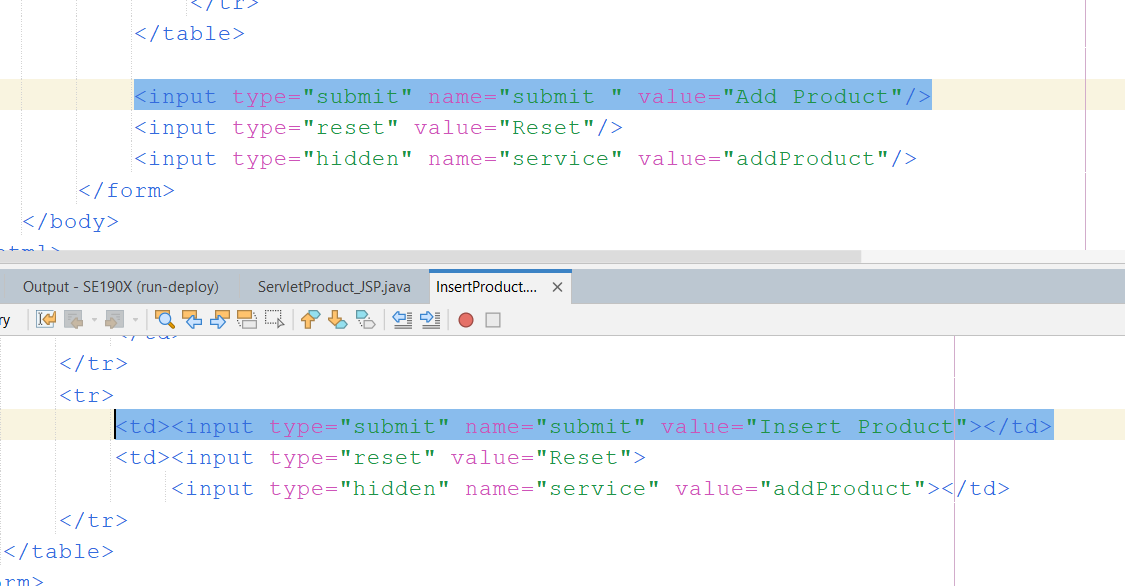 </tr>
</table>
<input type="submit" name="submit " value="Add Product"/>
<input type="reset" value="Reset"/>
<input type="hidden" name="service" value="addProduct"/>
</form>
</body>
Output - SE190X (run-deploy) ServletProduct_JSP.java InsertProduct....
ry
</td>
</tr>
<tr>
<td><input type="submit" name="submit" value="Insert Product"></td>
<td><input type="reset" value="Reset">
<input type="hidden" name="service" value="addProduct"></td>
</tr>
</table>